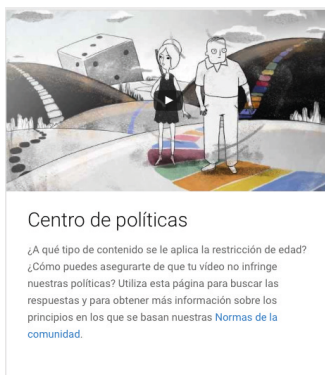 Centro de políticas
¿A qué tipo de contenido se le aplica la restricción de edad?
¿Cómo puedes asegurarte de que tu vídeo no infringe
nuestras políticas? Utiliza esta página para buscar las
respuestas y para obtener más información sobre los
principios en los que se basan nuestras Normas de la
comunidad.